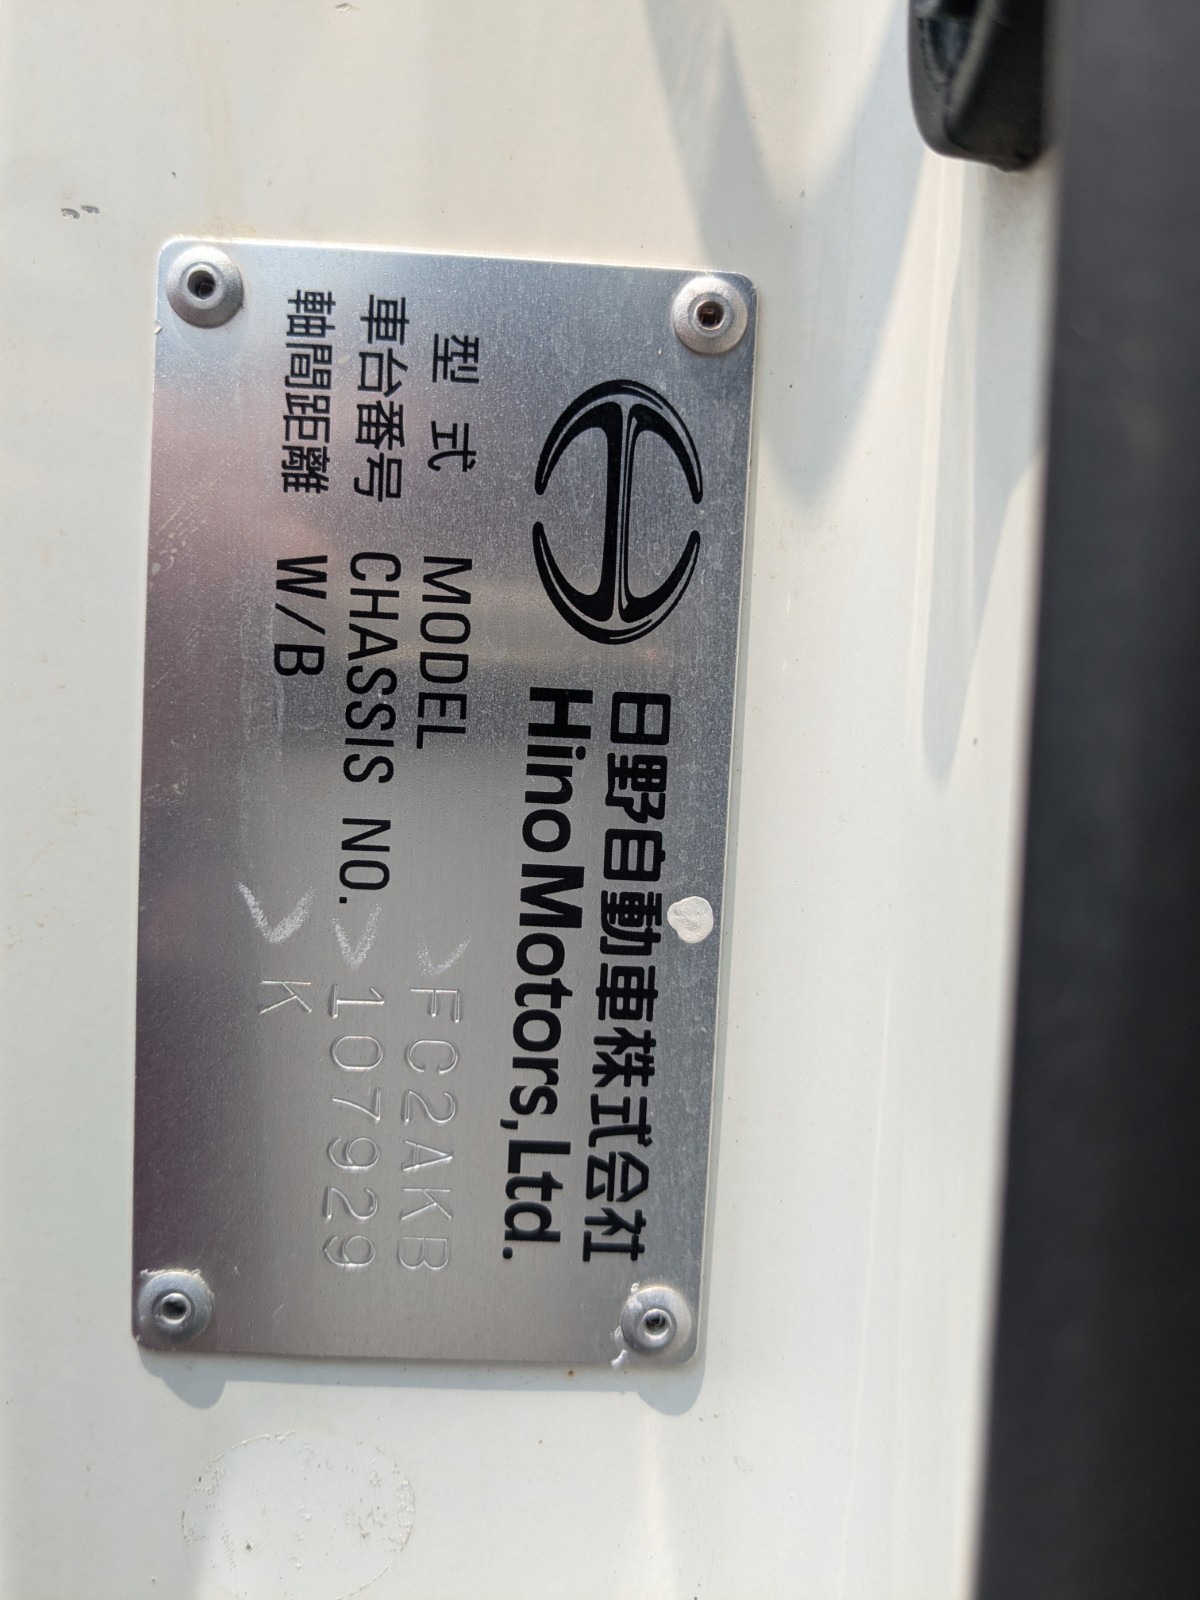 日野自動車株式会社
Hino Motors, Ltd.
型式 MODEL >FC2AKB
車台番号 CHASSIS NO. >107929
軸間距離 W/B >K